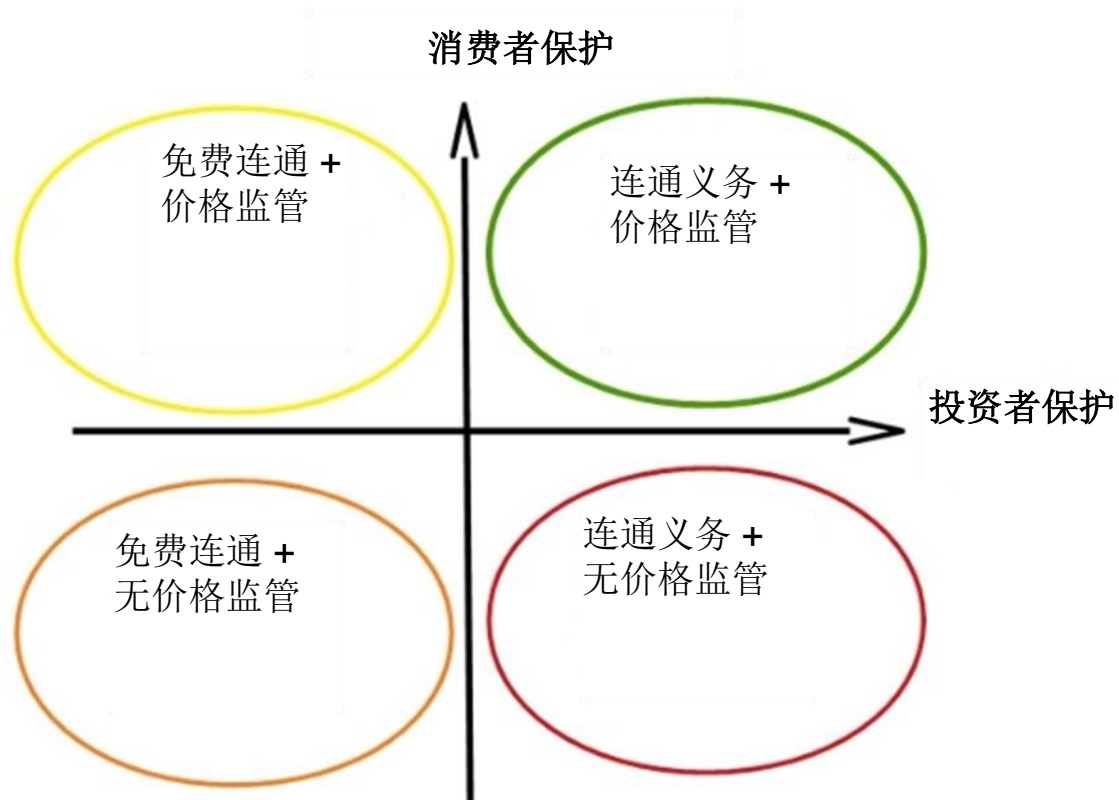 消费者保护
免费连通 +
价格监管
连通义务 +
价格监管
投资者保护
免费连通 +
无价格监管
连通义务 +
无价格监管